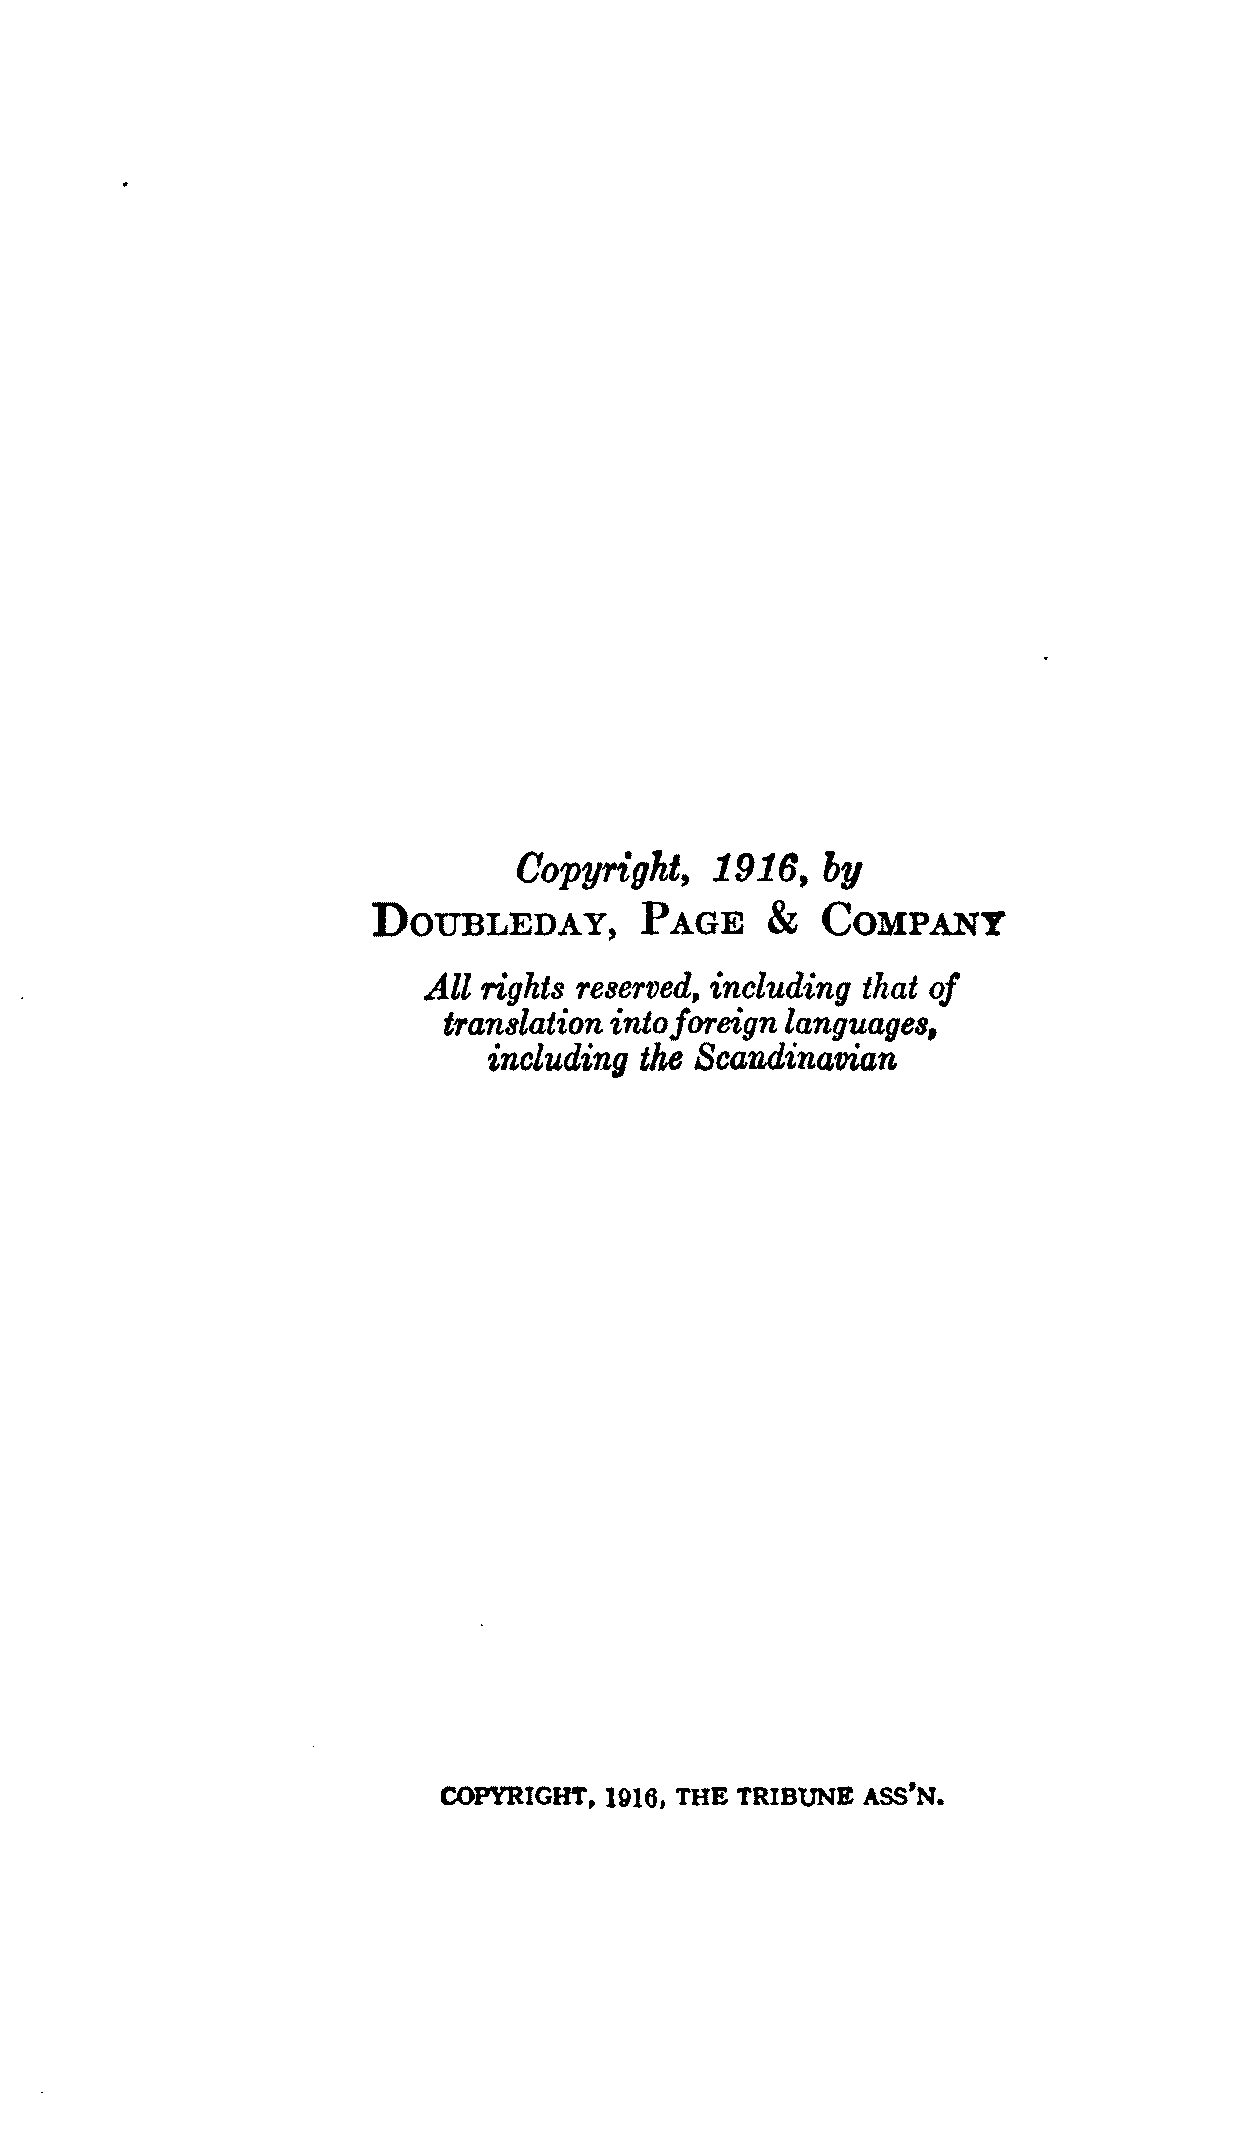 Copyright, 1916, by
DOUBLEDAY, PAGE & COMPANY
All rights reserved, including that of
translation into foreign languages,
including the Scandinavian
COPYRIGHT, 1916, THE TRIBUNE ASS'N.